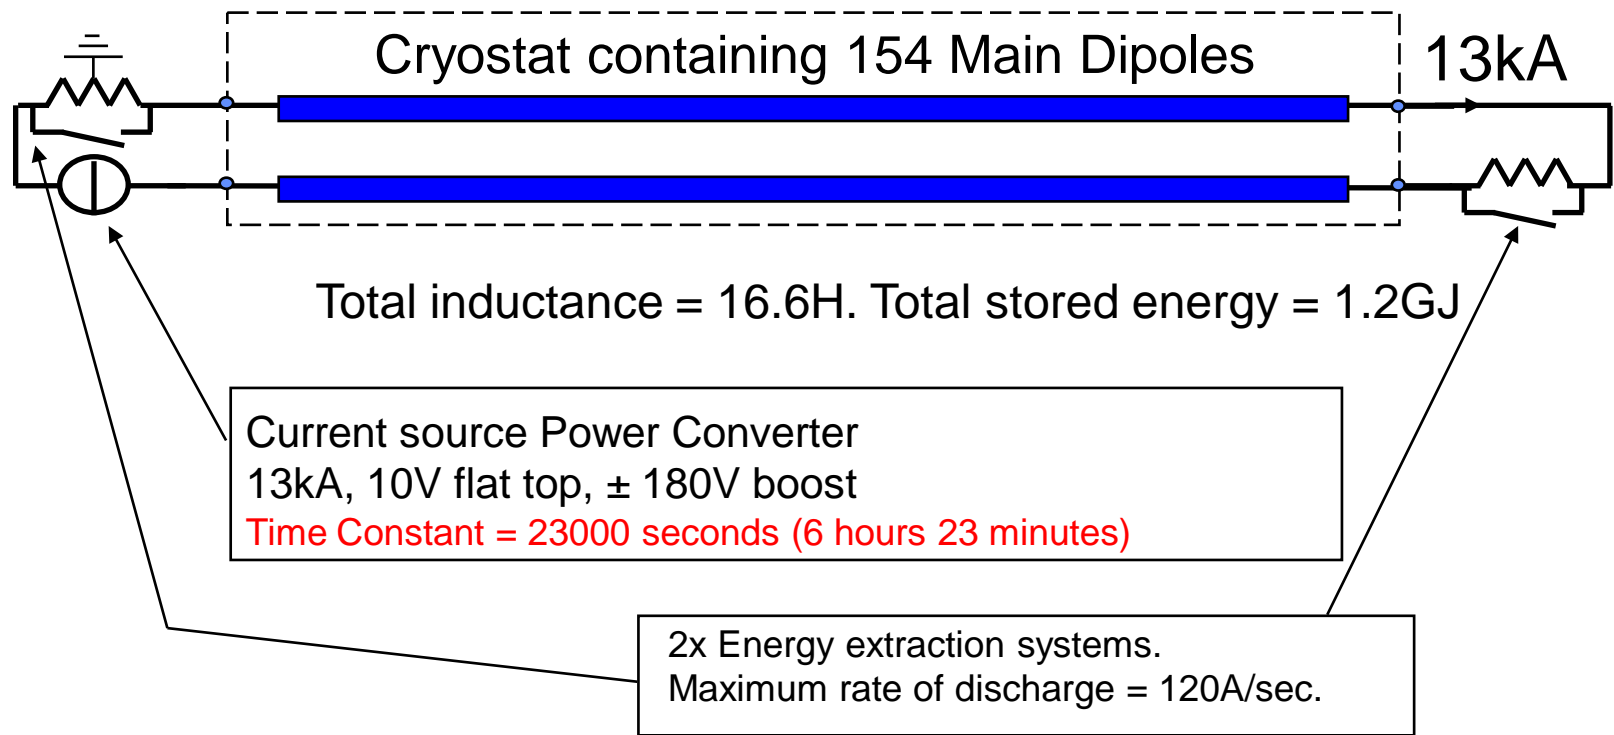 Cryostat containing 154 Main Dipoles
13kA
Total inductance = 16.6H. Total stored energy = 1.2GJ
Current source Power Converter
13kA, 10V flat top, ± 180V boost
Time Constant = 23000 seconds (6 hours 23 minutes)
2x Energy extraction systems.
Maximum rate of discharge = 120A/sec.